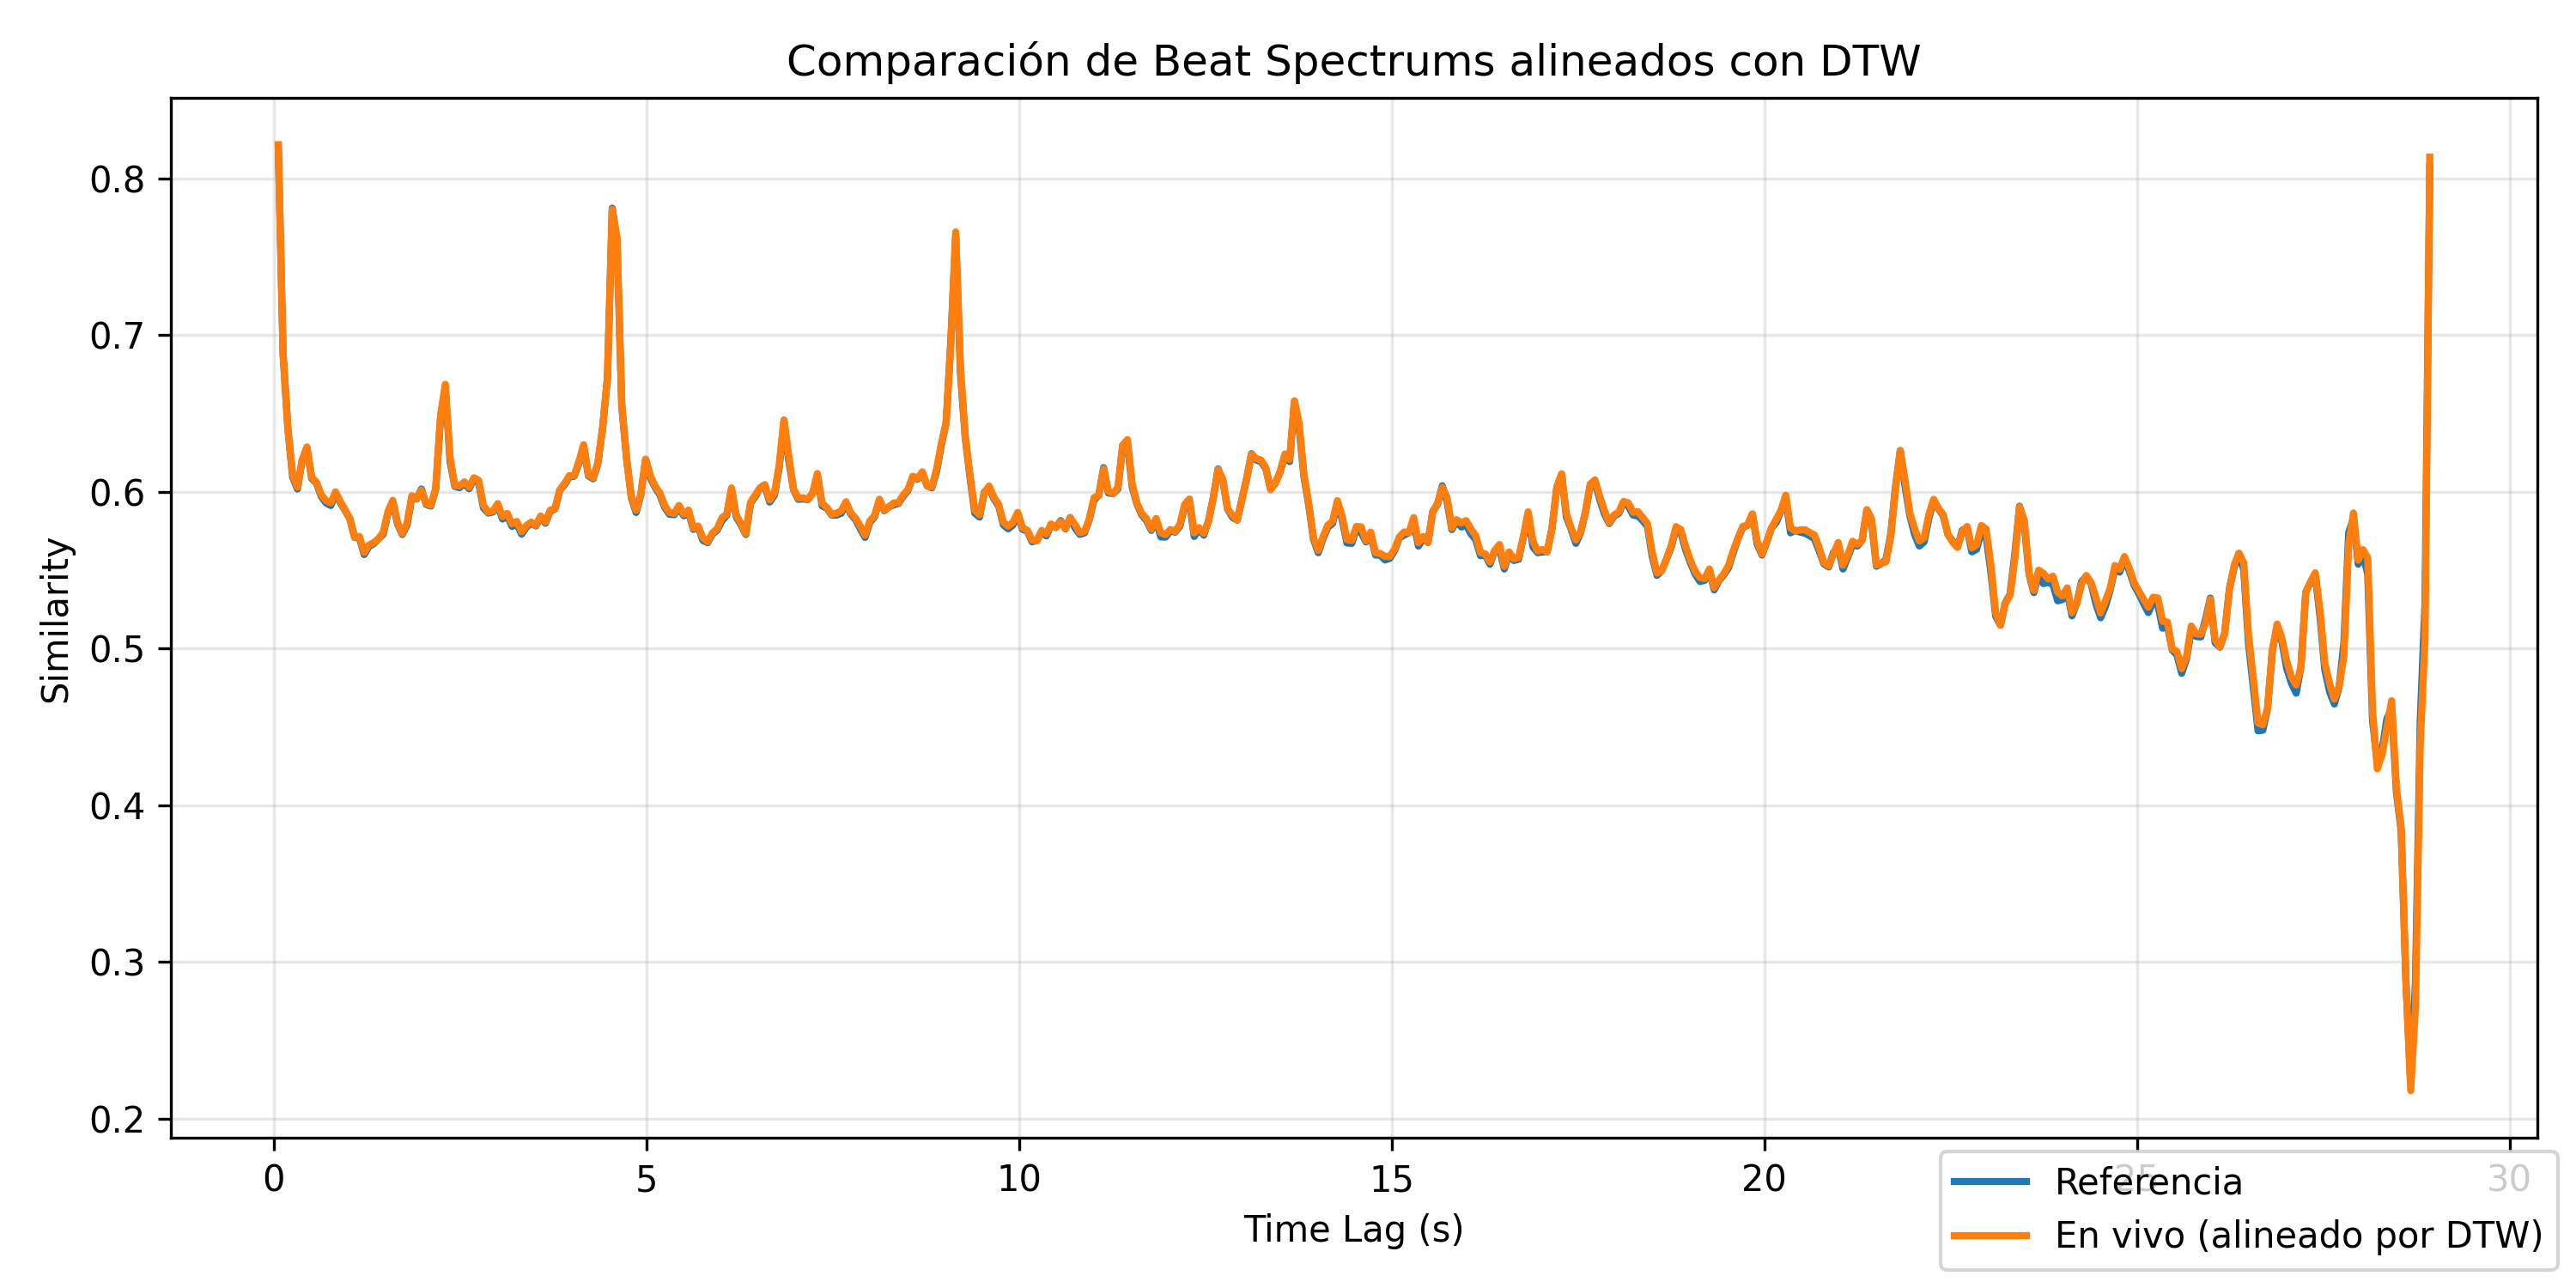 Comparación de Beat Spectrums alineados con DTW
Similarity
0.8
0.7
0.6
0.5
0.4
0.3
0.2
0 5 10 15 20 25 30
Time Lag (s)
Referencia
En vivo (alineado por DTW)